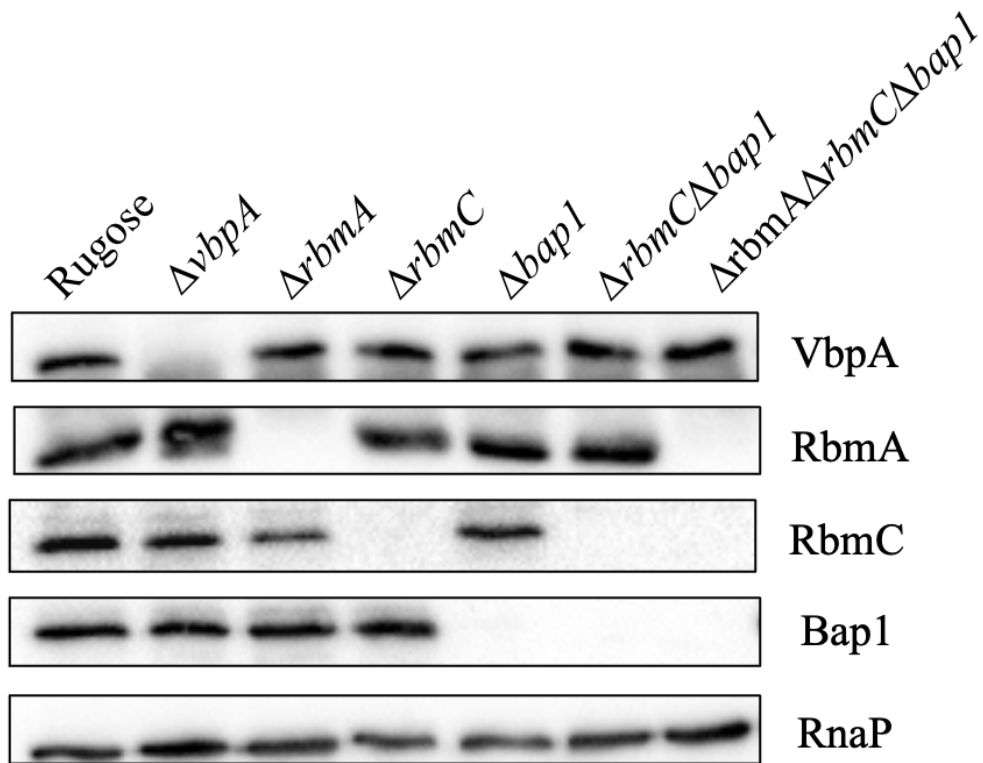 Rugose
ΔvbpA
ΔrbmA
ΔrbmC
Δbap1
ΔrbmCΔbap1
ΔrbmAΔrbmCΔbap1
VbpA
RbmA
RbmC
Bap1
RnaP